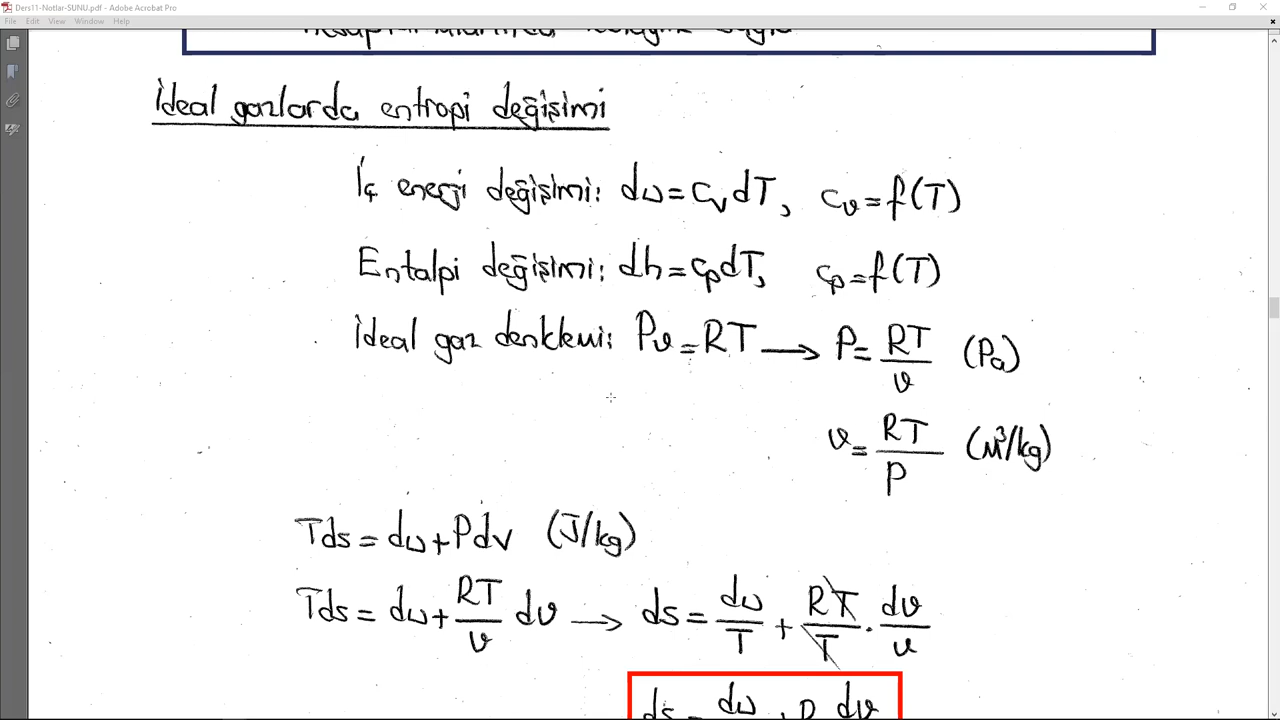 Ders11-Notlar-SUNU.pdf - Adobe Acrobat Pro
File Edit View Window Help
İdeal gazlarda entropi değişimi
İç enerji değişimi: du = c_v dT, c_v = f(T)
Entalpi değişimi: dh = c_p dT, c_p = f(T)
İdeal gaz denklemi: Pv = RT → P = RT/v (Pa)
v = RT/P (m³/kg)
Tds = du + Pdv (J/kg)
Tds = du + RT/v dv → ds = du/T + RT/T · dv/v